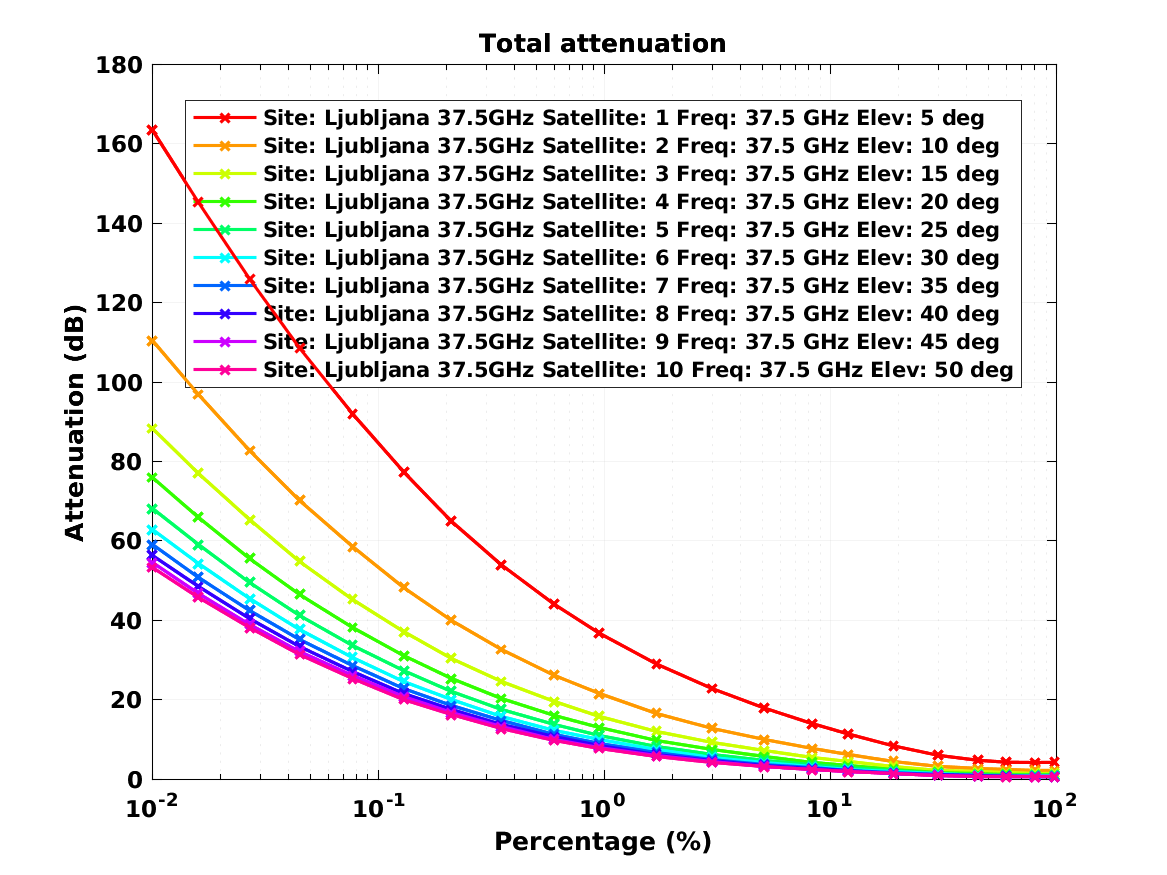 Total attenuation
180
160
140
120
100
80
60
40
20
0
Attenuation (dB)
Site: Ljubljana 37.5GHz Satellite: 1 Freq: 37.5 GHz Elev: 5 deg
Site: Ljubljana 37.5GHz Satellite: 2 Freq: 37.5 GHz Elev: 10 deg
Site: Ljubljana 37.5GHz Satellite: 3 Freq: 37.5 GHz Elev: 15 deg
Site: Ljubljana 37.5GHz Satellite: 4 Freq: 37.5 GHz Elev: 20 deg
Site: Ljubljana 37.5GHz Satellite: 5 Freq: 37.5 GHz Elev: 25 deg
Site: Ljubljana 37.5GHz Satellite: 6 Freq: 37.5 GHz Elev: 30 deg
Site: Ljubljana 37.5GHz Satellite: 7 Freq: 37.5 GHz Elev: 35 deg
Site: Ljubljana 37.5GHz Satellite: 8 Freq: 37.5 GHz Elev: 40 deg
Site: Ljubljana 37.5GHz Satellite: 9 Freq: 37.5 GHz Elev: 45 deg
Site: Ljubljana 37.5GHz Satellite: 10 Freq: 37.5 GHz Elev: 50 deg
10^-2 10^-1 10^0 10^1 10^2
Percentage (%)